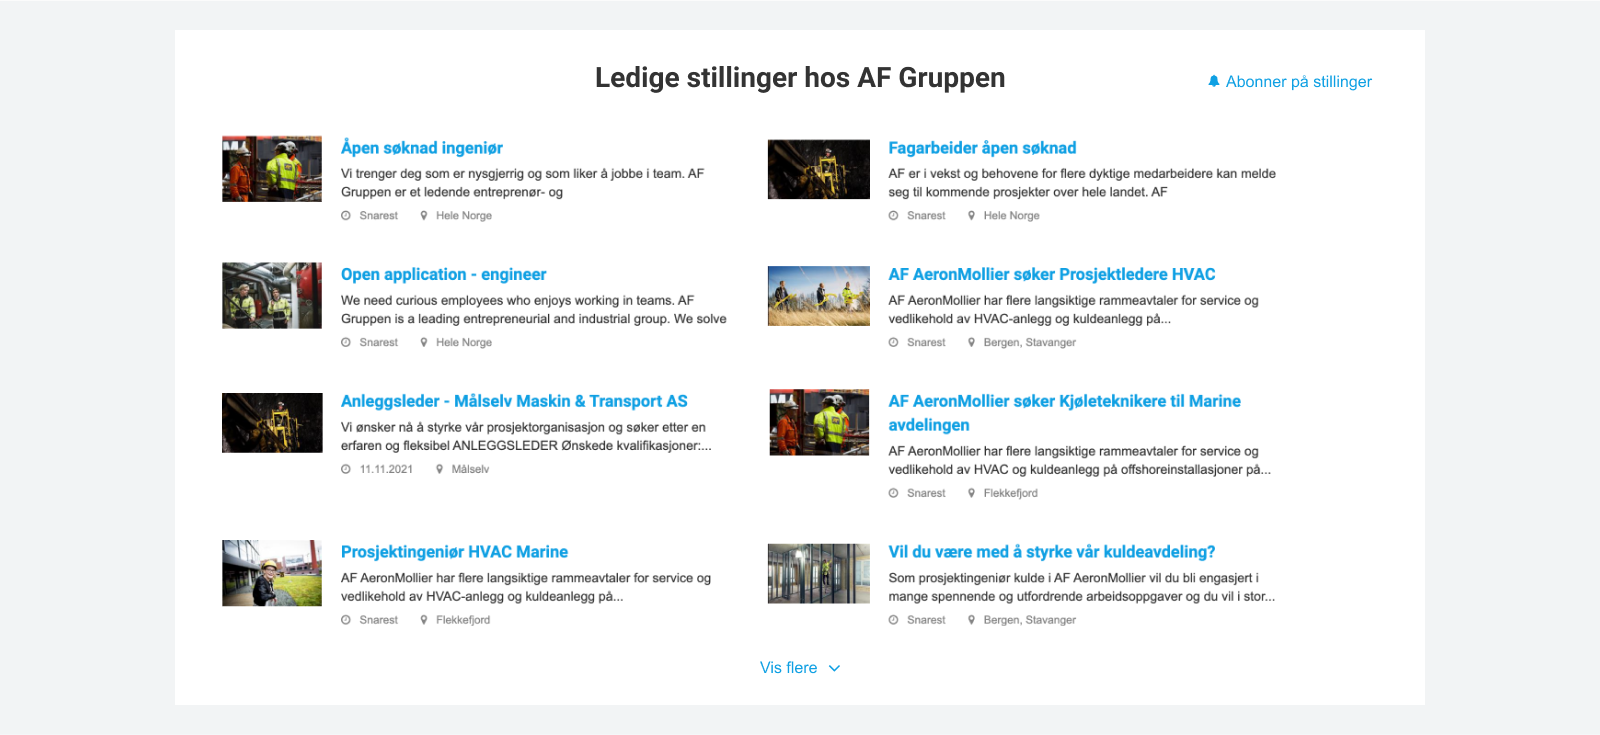 Ledige stillinger hos AF Gruppen
Abonner på stillinger
Åpen søknad ingeniør
Vi trenger deg som er nysgjerrig og som liker å jobbe i team. AF
Gruppen er et ledende entreprenør- og
Snarest Hele Norge
Fagarbeider åpen søknad
AF er i vekst og behovene for flere dyktige medarbeidere kan melde
seg til kommende prosjekter over hele landet. AF
Snarest Hele Norge
Open application - engineer
We need curious employees who enjoys working in teams. AF
Gruppen is a leading entrepreneurial and industrial group. We solve
Snarest Hele Norge
AF AeronMollier søker Prosjektledere HVAC
AF AeronMollier har flere langsiktige rammeavtaler for service og
vedlikehold av HVAC-anlegg og kuldeanlegg på...
Snarest Bergen, Stavanger
Anleggsleder - Målselv Maskin & Transport AS
Vi ønsker nå å styrke vår prosjektorganisasjon og søker etter en
erfaren og fleksibel ANLEGGSLEDER Ønskede kvalifikasjoner:...
11.11.2021 Målselv
AF AeronMollier søker Kjøleteknikere til Marine
avdelingen
AF AeronMollier har flere langsiktige rammeavtaler for service og
vedlikehold av HVAC og kuldeanlegg på offshoreinstallasjoner på...
Snarest Flekkefjord
Prosjektingeniør HVAC Marine
AF AeronMollier har flere langsiktige rammeavtaler for service og
vedlikehold av HVAC-anlegg og kuldeanlegg på...
Snarest Flekkefjord
Vil du være med å styrke vår kuldeavdeling?
Som prosjektingeniør kulde i AF AeronMollier vil du bli engasjert i
mange spennende og utfordrende arbeidsoppgaver og du vil i stor...
Snarest Bergen, Stavanger
Vis flere